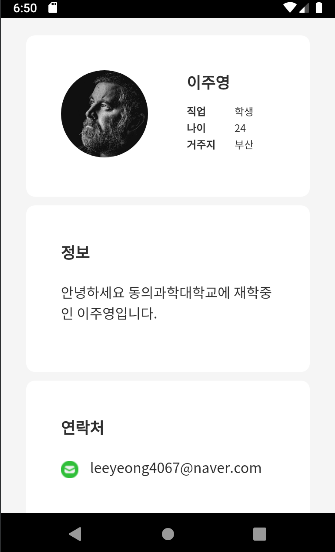 6:50
이주영
직업 학생
나이 24
거주지 부산
정보
안녕하세요 동의과학대학교에 재학중
인 이주영입니다.
연락처
leeyeong4067@naver.com